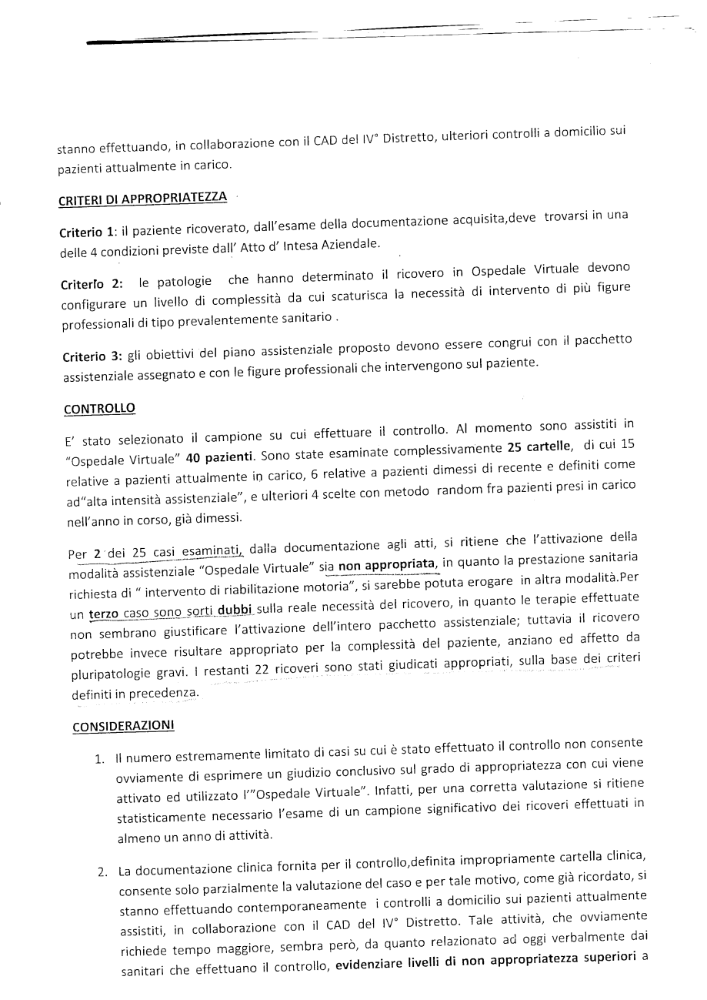 stanno effettuando, in collaborazione con il CAD del IV° Distretto, ulteriori controlli a domicilio sui
pazienti attualmente in carico.
CRITERI DI APPROPRIATEZZA
Criterio 1: il paziente ricoverato, dall'esame della documentazione acquisita,deve trovarsi in una
delle 4 condizioni previste dall' Atto d' Intesa Aziendale.
Criterio 2: le patologie che hanno determinato il ricovero in Ospedale Virtuale devono
configurare un livello di complessità da cui scaturisca la necessità di intervento di più figure
professionali di tipo prevalentemente sanitario .
Criterio 3: gli obiettivi del piano assistenziale proposto devono essere congrui con il pacchetto
assistenziale assegnato e con le figure professionali che intervengono sul paziente.
CONTROLLO
E' stato selezionato il campione su cui effettuare il controllo. Al momento sono assistiti in
"Ospedale Virtuale" 40 pazienti. Sono state esaminate complessivamente 25 cartelle, di cui 15
relative a pazienti attualmente in carico, 6 relative a pazienti dimessi di recente e definiti come
ad"alta intensità assistenziale", e ulteriori 4 scelte con metodo random fra pazienti presi in carico
nell'anno in corso, già dimessi.
Per 2 dei 25 casi esaminati, dalla documentazione agli atti, si ritiene che l'attivazione della
modalità assistenziale "Ospedale Virtuale" sia non appropriata, in quanto la prestazione sanitaria
richiesta di " intervento di riabilitazione motoria", si sarebbe potuta erogare in altra modalità.Per
un terzo caso sono sorti dubbi sulla reale necessità del ricovero, in quanto le terapie effettuate
non sembrano giustificare l'attivazione dell'intero pacchetto assistenziale; tuttavia il ricovero
potrebbe invece risultare appropriato per la complessità del paziente, anziano ed affetto da
pluripatologie gravi. I restanti 22 ricoveri sono stati giudicati appropriati, sulla base dei criteri
definiti in precedenza.
CONSIDERAZIONI
1. Il numero estremamente limitato di casi su cui è stato effettuato il controllo non consente
ovviamente di esprimere un giudizio conclusivo sul grado di appropriatezza con cui viene
attivato ed utilizzato l'"Ospedale Virtuale". Infatti, per una corretta valutazione si ritiene
statisticamente necessario l'esame di un campione significativo dei ricoveri effettuati in
almeno un anno di attività.
2. La documentazione clinica fornita per il controllo,definita impropriamente cartella clinica,
consente solo parzialmente la valutazione del caso e per tale motivo, come già ricordato, si
stanno effettuando contemporaneamente i controlli a domicilio sui pazienti attualmente
assistiti, in collaborazione con il CAD del IV° Distretto. Tale attività, che ovviamente
richiede tempo maggiore, sembra però, da quanto relazionato ad oggi verbalmente dai
sanitari che effettuano il controllo, evidenziare livelli di non appropriatezza superiori a